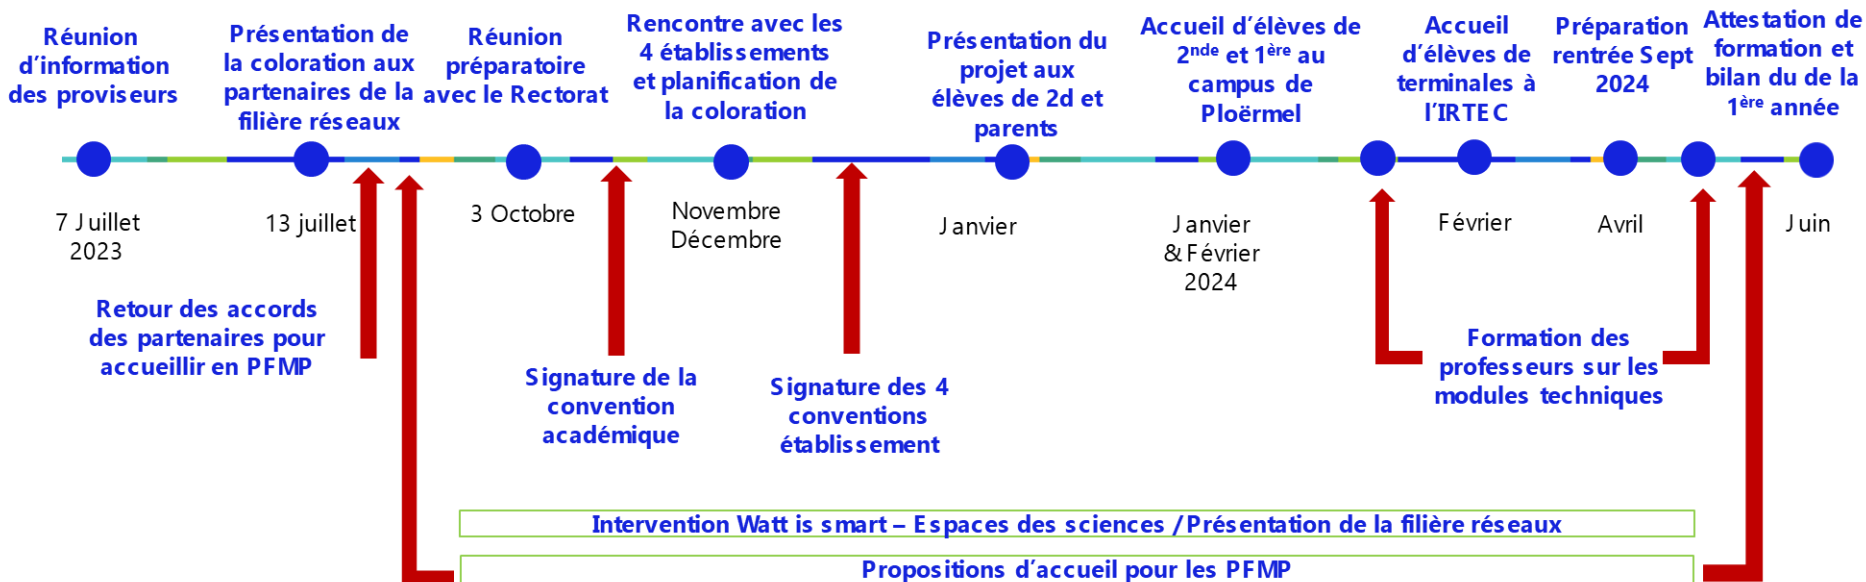 Réunion
d'information
des proviseurs
Présentation de
la coloration aux
partenaires de la
filière réseaux
Réunion
préparatoire
avec le Rectorat
Rencontre avec les
4 établissements
et planification de
la coloration
Présentation du
projet aux
élèves de 2d et
parents
Accueil d'élèves de
2nde et 1ère au
campus de
Ploërmel
Accueil
d'élèves de
terminales à
l'IRTEC
Préparation
rentrée Sept
2024
Attestation de
formation et
bilan du de la
1ère année
7 Juillet
2023
13 juillet
3 Octobre
Novembre
Décembre
Janvier
Janvier
& Février
2024
Février
Avril
Juin
Retour des accords
des partenaires pour
accueillir en PFMP
Signature de la
convention
académique
Signature des 4
conventions
établissement
Formation des
professeurs sur les
modules techniques
Intervention Watt is smart – Espaces des sciences /Présentation de la filière réseaux
Propositions d'accueil pour les PFMP